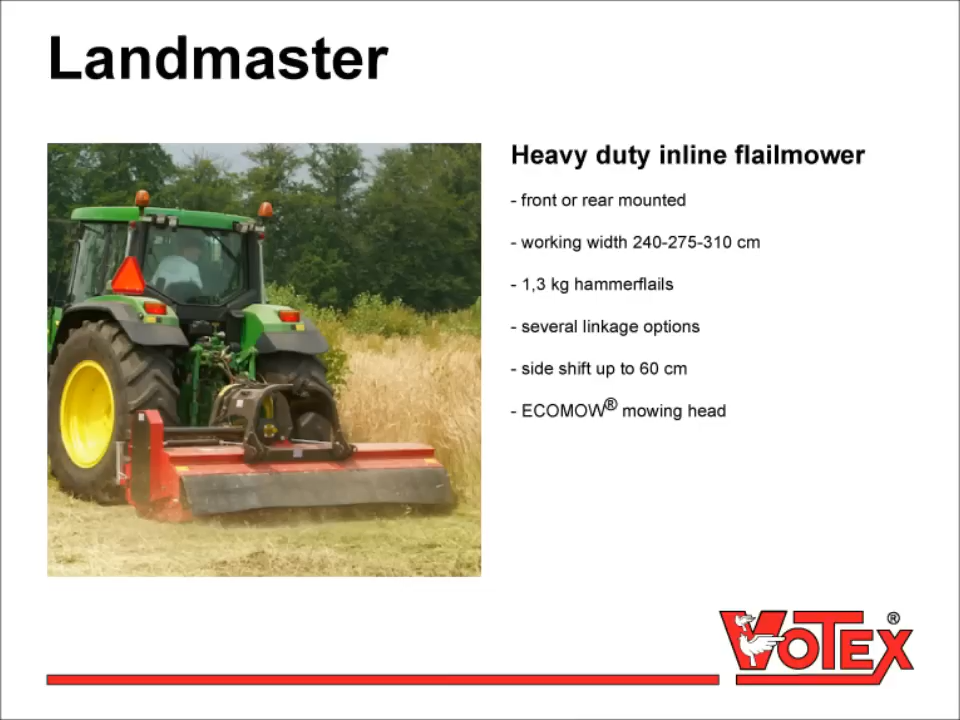 Landmaster
Heavy duty inline flailmower
- front or rear mounted
- working width 240-275-310 cm
- 1,3 kg hammerflails
- several linkage options
- side shift up to 60 cm
- ECOMOW® mowing head
VOTEX®